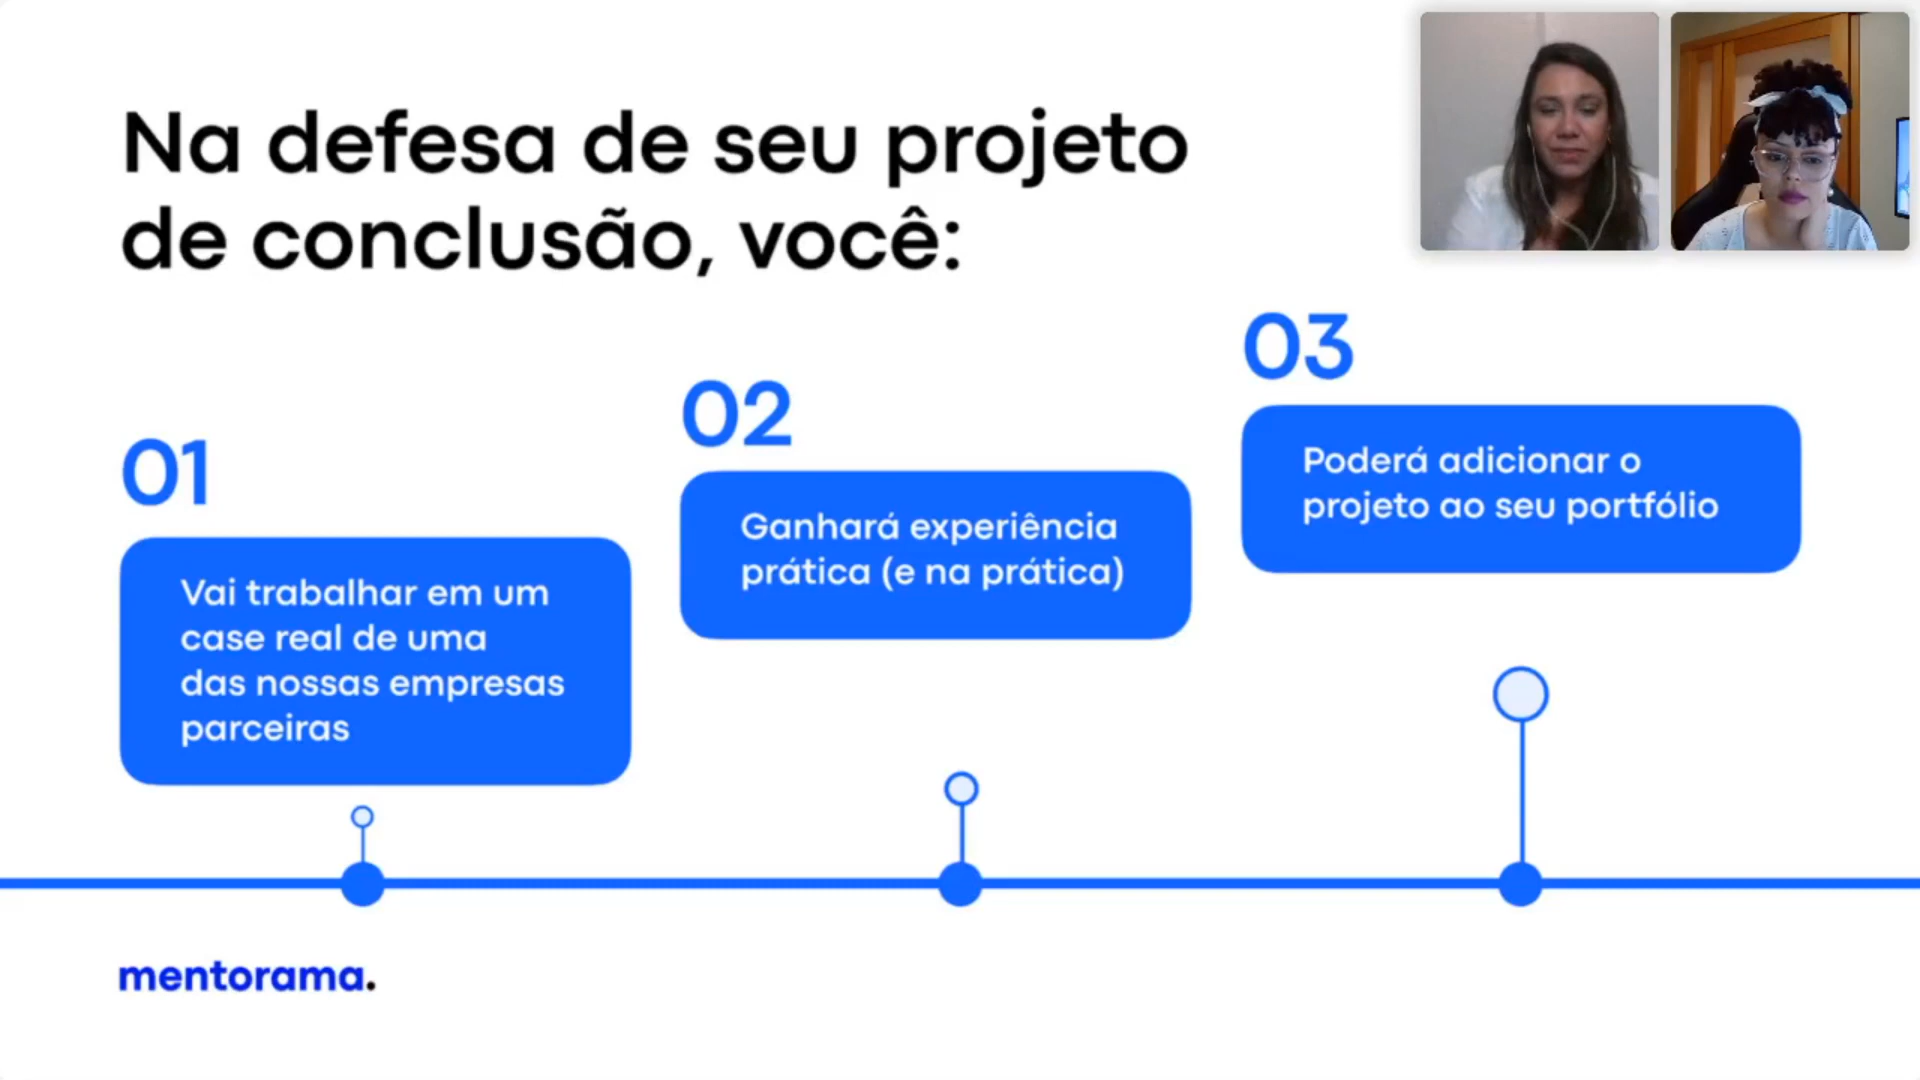 Na defesa de seu projeto
de conclusão, você:
01
Vai trabalhar em um
case real de uma
das nossas empresas
parceiras
02
Ganhará experiência
prática (e na prática)
03
Poderá adicionar o
projeto ao seu portfólio
mentorama.